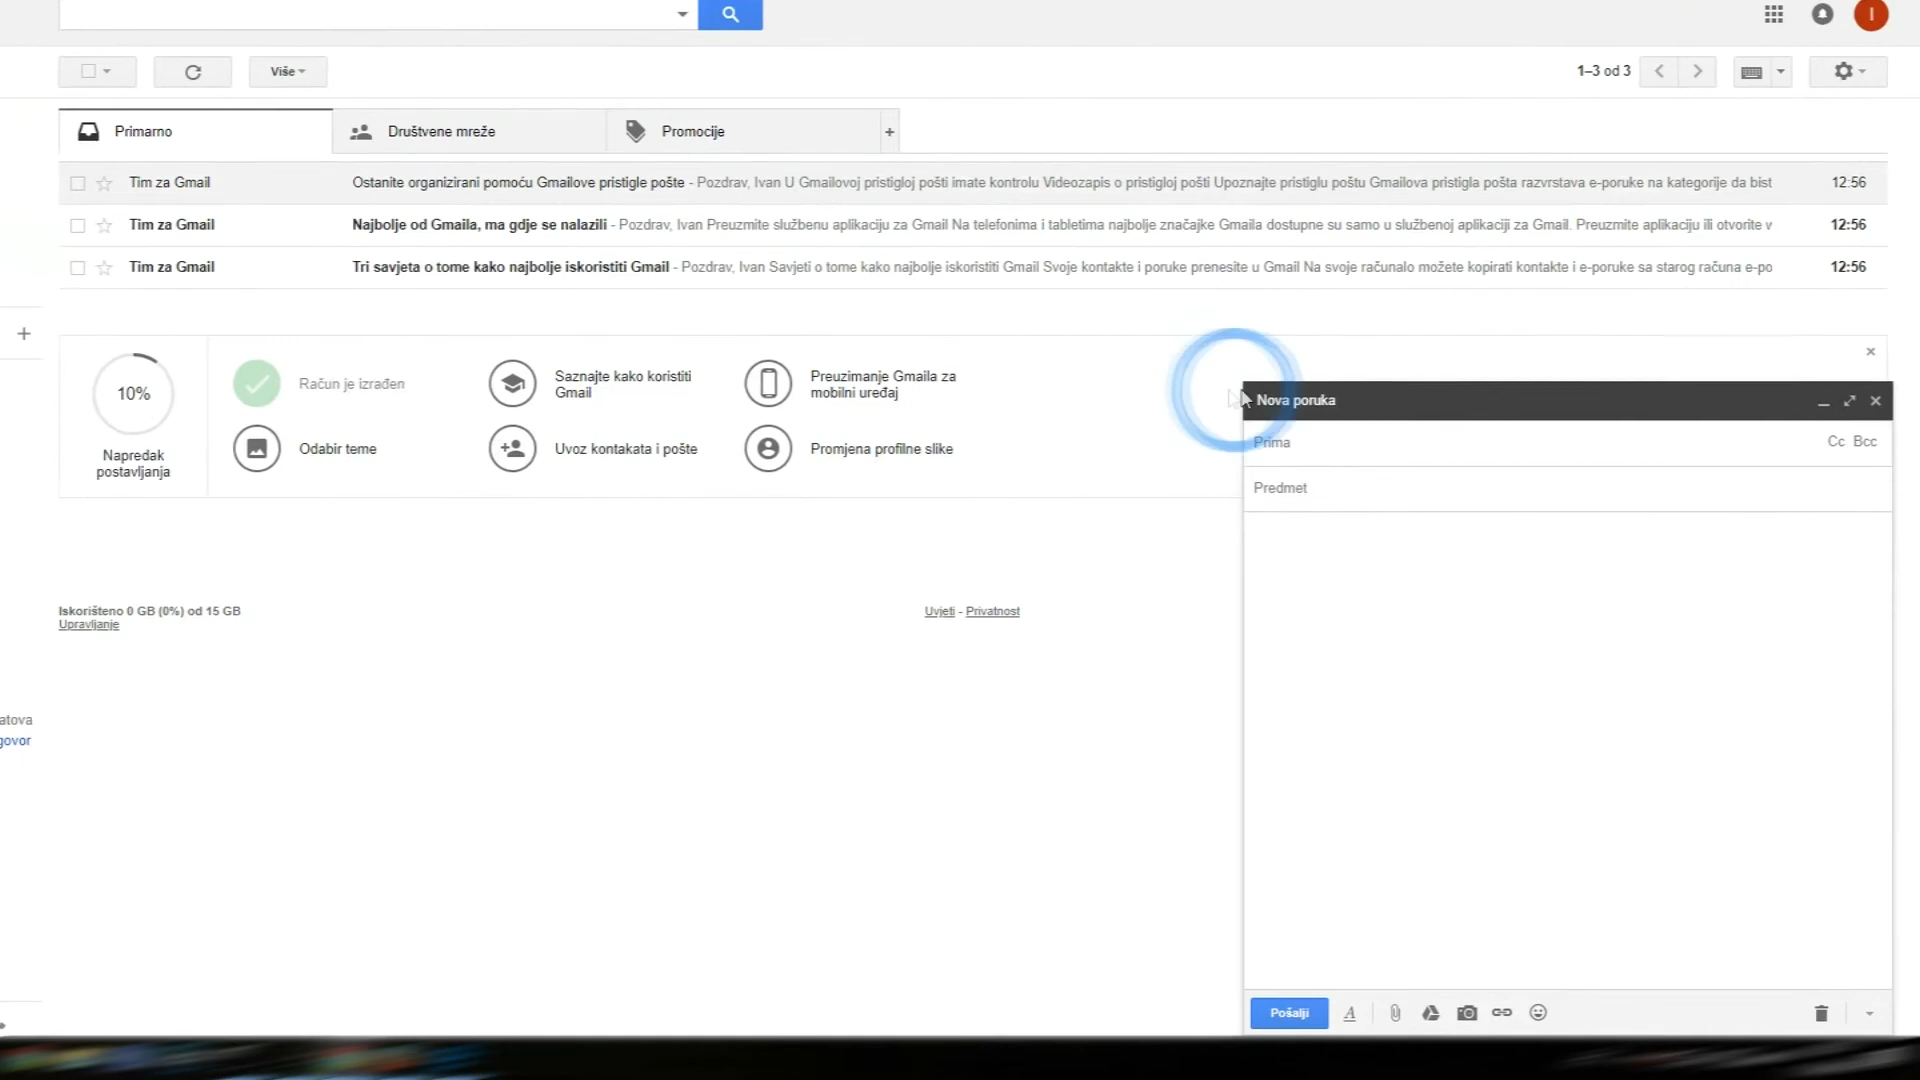 I
Više
1–3 od 3
Primarno
Društvene mreže
Promocije
+
Tim za Gmail Ostanite organizirani pomoću Gmailove pristigle pošte - Pozdrav, Ivan U Gmailovoj pristigloj pošti imate kontrolu Videozapis o pristigloj pošti Upoznajte pristiglu poštu Gmailova pristigla pošta razvrstava e-poruke na kategorije da bist 12:56
Tim za Gmail Najbolje od Gmaila, ma gdje se nalazili - Pozdrav, Ivan Preuzmite službenu aplikaciju za Gmail Na telefonima i tabletima najbolje značajke Gmaila dostupne su samo u službenoj aplikaciji za Gmail. Preuzmite aplikaciju ili otvorite v 12:56
Tim za Gmail Tri savjeta o tome kako najbolje iskoristiti Gmail - Pozdrav, Ivan Savjeti o tome kako najbolje iskoristiti Gmail Svoje kontakte i poruke prenesite u Gmail Na svoje računalo možete kopirati kontakte i e-poruke sa starog računa e-po 12:56
10%
Napredak
postavljanja
Račun je izrađen
Saznajte kako koristiti
Gmail
Preuzimanje Gmaila za
mobilni uređaj
Odabir teme
Uvoz kontakata i pošte
Promjena profilne slike
Nova poruka
Prima
Cc Bcc
Predmet
Iskorišteno 0 GB (0%) od 15 GB
Upravljanje
Uvjeti - Privatnost
atova
govor
Pošalji
A